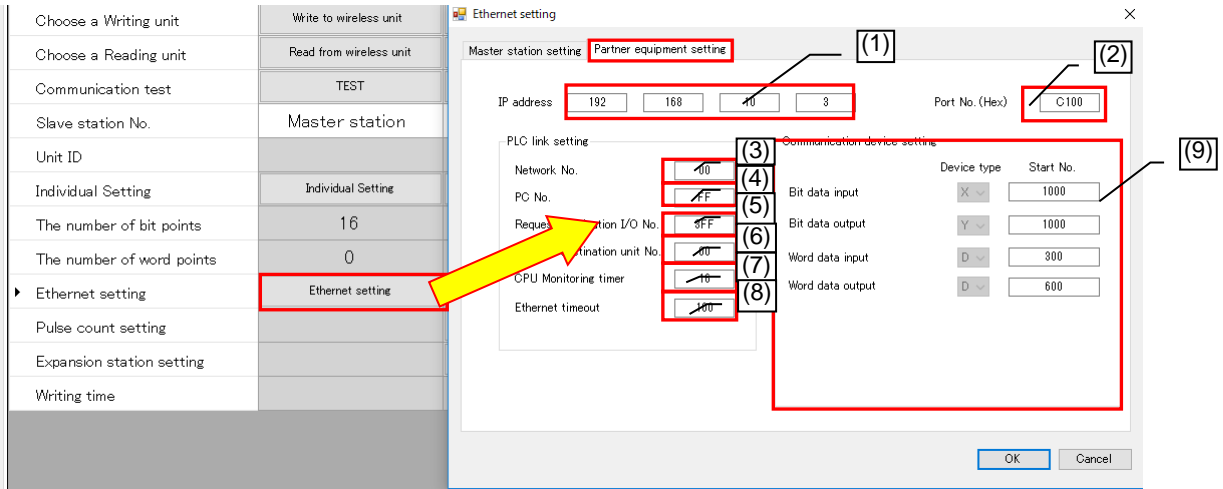 Choose a Writing unit
Write to wireless unit
Choose a Reading unit
Read from wireless unit
Communication test
TEST
Slave station No.
Master station
Unit ID
Individual Setting
Individual Setting
The number of bit points
16
The number of word points
0
Ethernet setting
Ethernet setting
Pulse count setting
Expansion station setting
Writing time
Ethernet setting
Master station setting
Partner equipment setting
(1)
(2)
IP address
192
168
10
3
Port No. (Hex)
C100
PLC link setting
Network No.
00
(3)
PC No.
FF
(4)
I/O No.
3FF
(5)
unit No.
00
(6)
CPU Monitoring timer
10
(7)
Ethernet timeout
100
(8)
Communication device setting
(9)
Device type
Start No.
Bit data input
X
1000
Bit data output
Y
1000
Word data input
D
300
Word data output
D
600
OK
Cancel